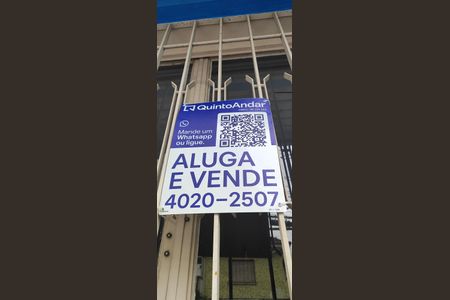 QuintoAndar
Mande um
Whatsapp
ou ligue.
ALUGA
E VENDE
4020-2507